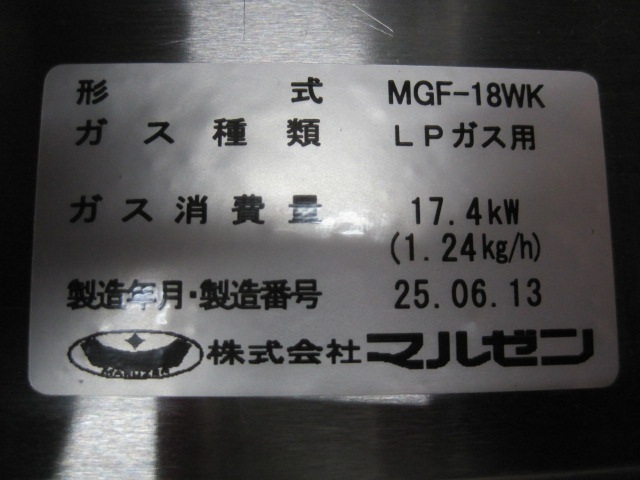 形式 MGF-18WK
ガス種類 LPガス用
ガス消費量 17.4kW
(1.24kg/h)
製造年月・製造番号 25.06.13
MARUZEN 株式会社マルゼン